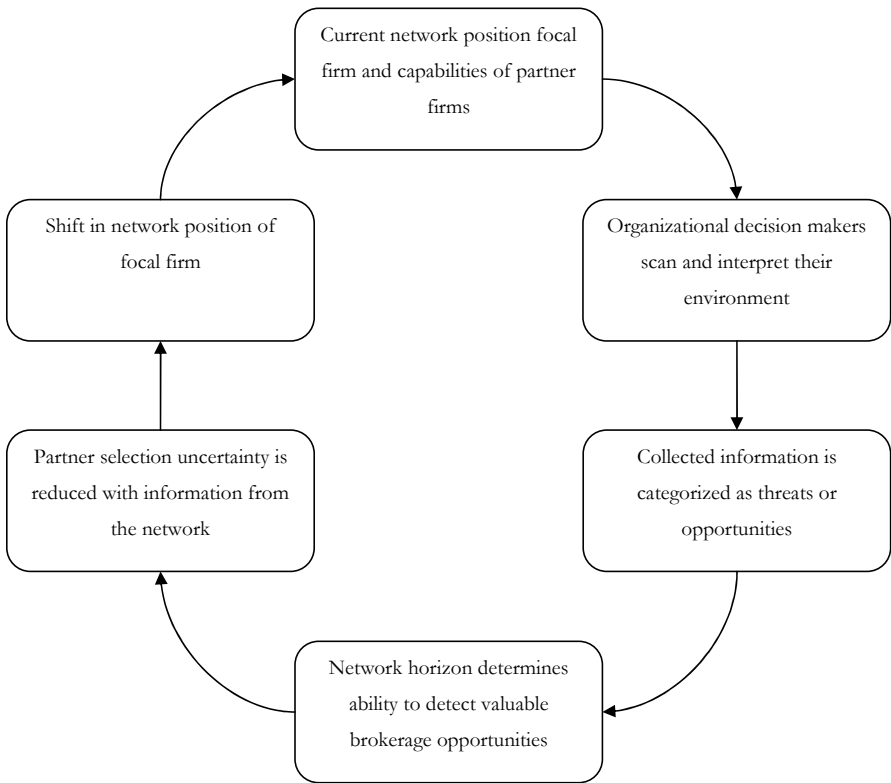 Current network position focal
firm and capabilities of partner
firms
Shift in network position of
focal firm
Organizational decision makers
scan and interpret their
environment
Partner selection uncertainty is
reduced with information from
the network
Collected information is
categorized as threats or
opportunities
Network horizon determines
ability to detect valuable
brokerage opportunities